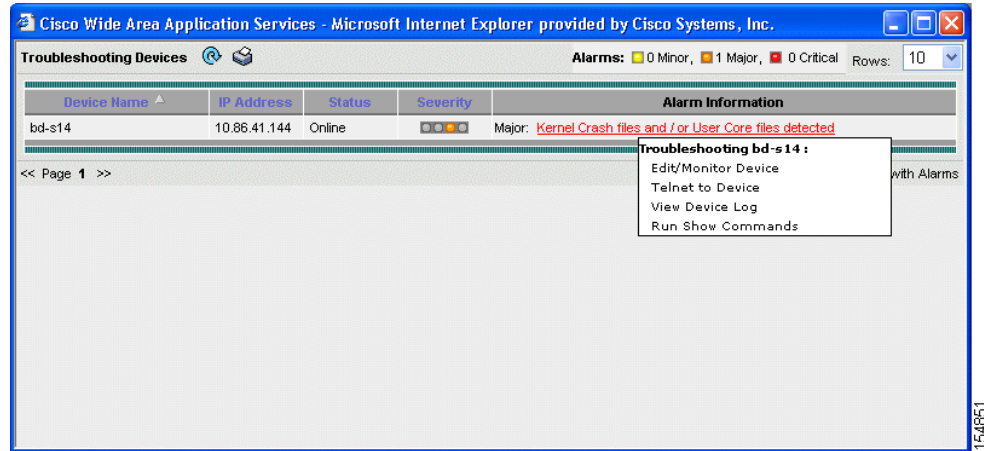 Cisco Wide Area Application Services - Microsoft Internet Explorer provided by Cisco Systems, Inc.
Troubleshooting Devices Alarms: 0 Minor, 1 Major, 0 Critical Rows: 10
Device Name IP Address Status Severity Alarm Information
bd-s14 10.86.41.144 Online Major: Kernel Crash files and / or User Core files detected
Troubleshooting bd-s14 :
Edit/Monitor Device
<< Page 1 >> with Alarms
Telnet to Device
View Device Log
Run Show Commands
154851